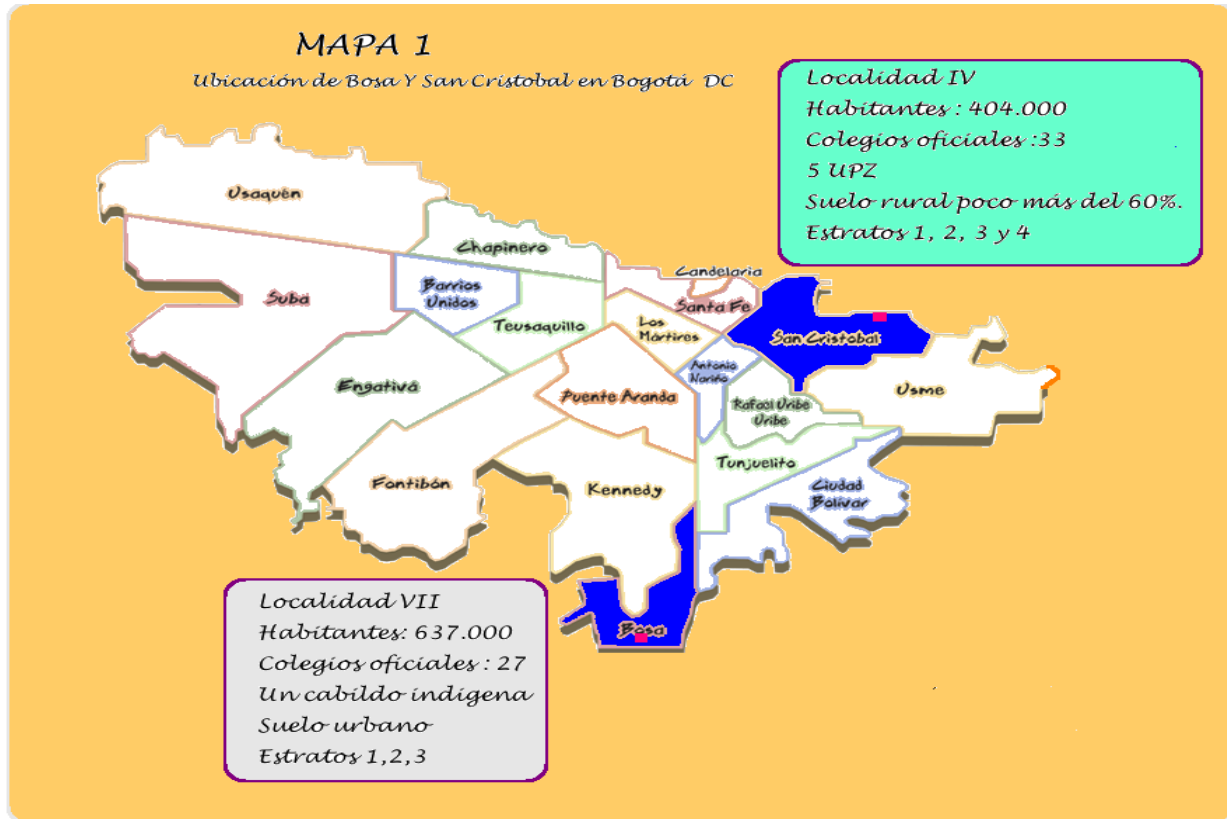 MAPA 1
Ubicación de Bosa Y San Cristobal en Bogotá DC
Localidad IV
Habitantes : 404.000
Colegios oficiales :33
5 UPZ
Suelo rural poco más del 60%.
Estratos 1, 2, 3 y 4
Usaquén
Chapinero
Candelaria
Suba
Barrios
Unidos
Santa Fé
Teusaquillo
Los
Mártires
San Cristobal
Engativá
Antonio
Nariño
Usme
Puente Aranda
Rafael Uribe
Uribe
Fontibón
Kennedy
Tunjuelito
Ciudad
Bolívar
Bosa
Localidad VII
Habitantes: 637.000
Colegios oficiales : 27
Un cabildo indígena
Suelo urbano
Estratos 1,2,3